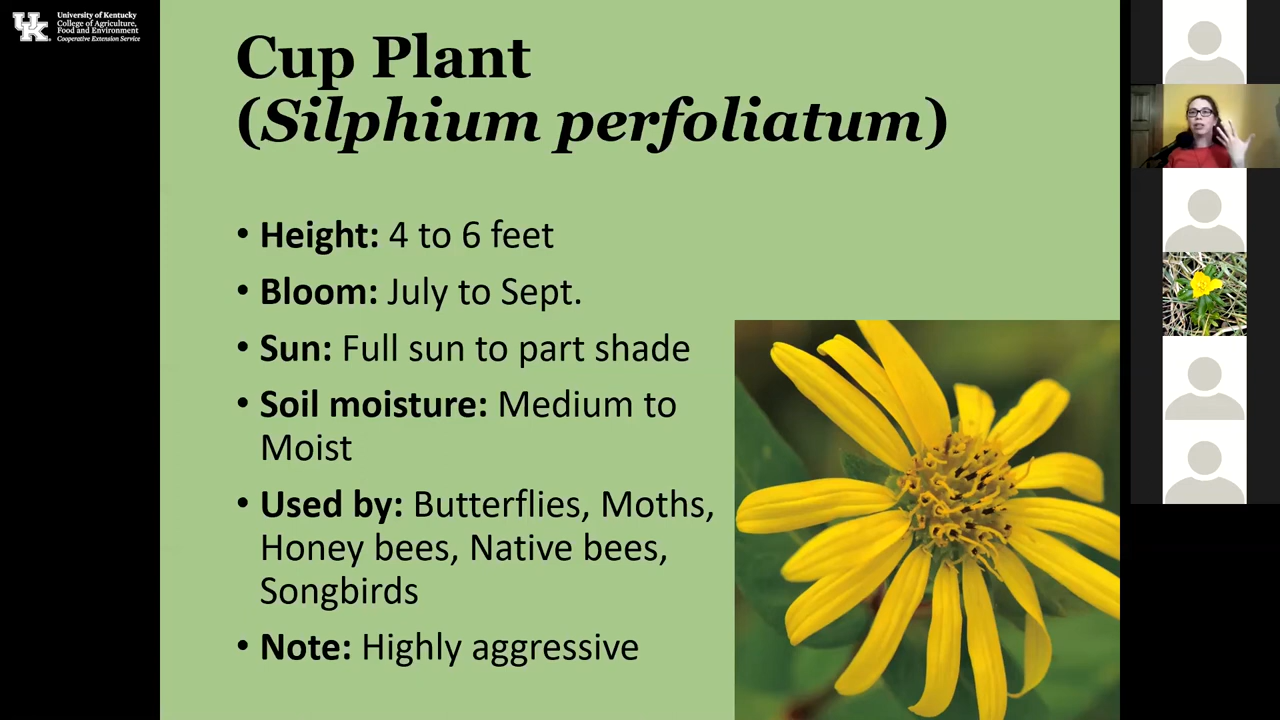 University of Kentucky
College of Agriculture,
Food and Environment
Cooperative Extension Service
UK
Cup Plant
(Silphium perfoliatum)
• Height: 4 to 6 feet
• Bloom: July to Sept.
• Sun: Full sun to part shade
• Soil moisture: Medium to
Moist
• Used by: Butterflies, Moths,
Honey bees, Native bees,
Songbirds
• Note: Highly aggressive